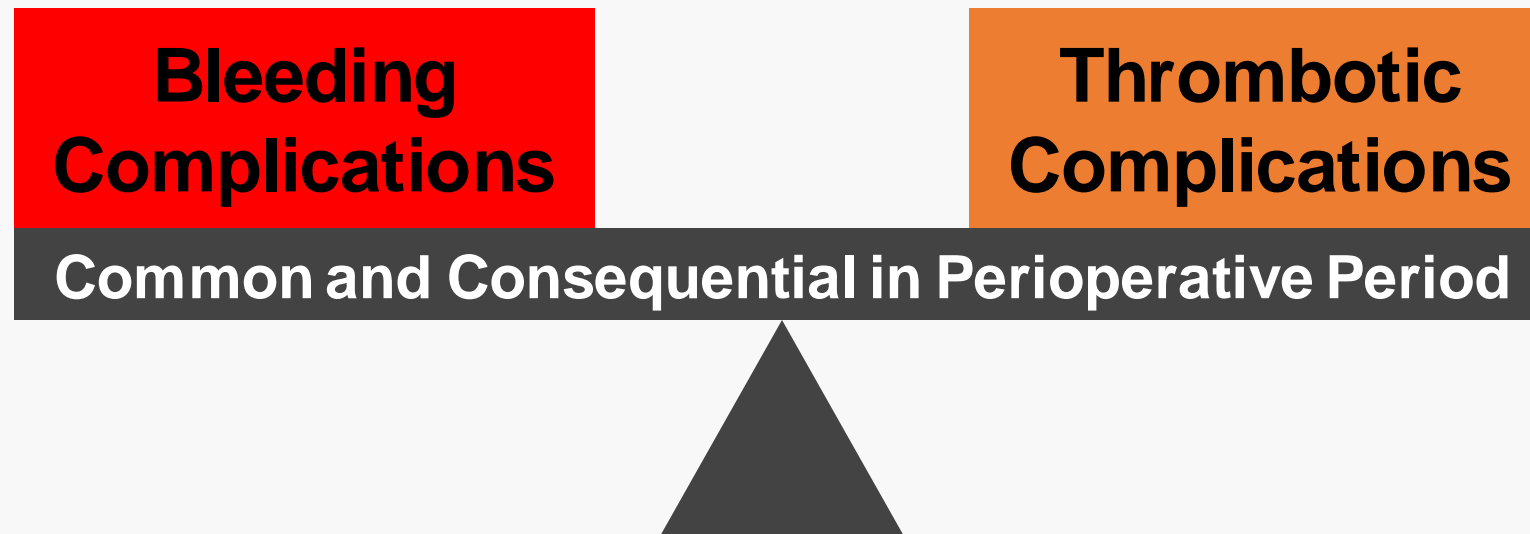 Bleeding
Complications
Thrombotic
Complications
Common and Consequential in Perioperative Period